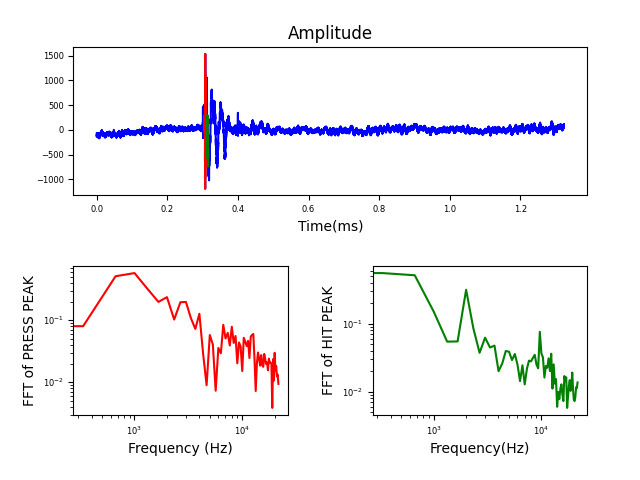 Amplitude
1500
1000
500
0
−500
−1000
0.0 0.2 0.4 0.6 0.8 1.0 1.2
Time(ms)
FFT of PRESS PEAK
10⁻¹
10⁻²
10³ 10⁴
Frequency (Hz)
FFT of HIT PEAK
10⁻¹
10⁻²
10³ 10⁴
Frequency(Hz)